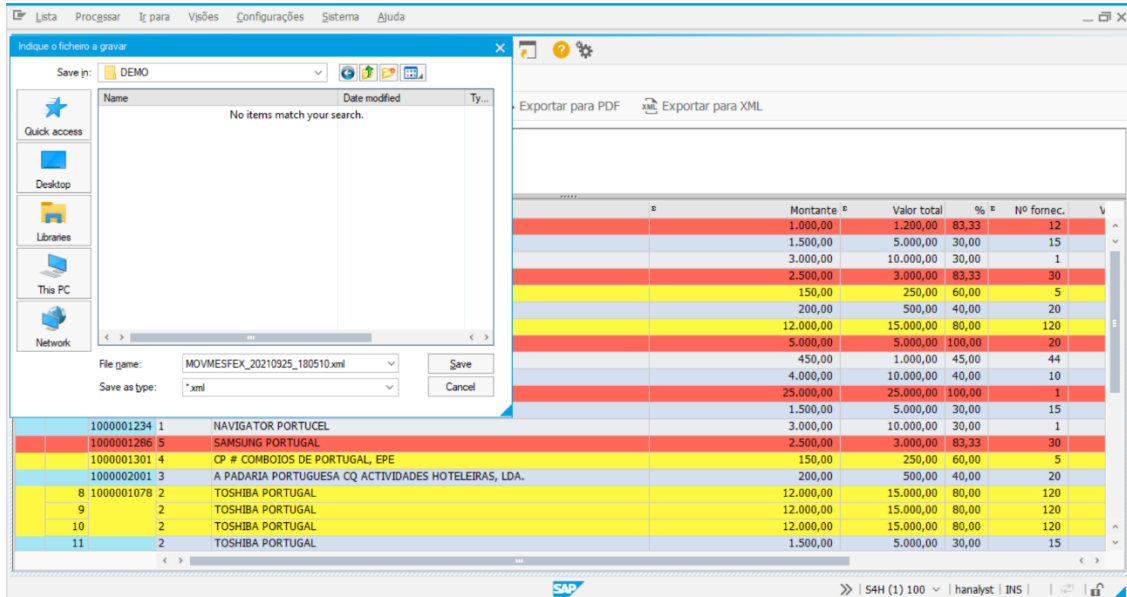 Lista Processar Ir para Visões Configurações Sistema Ajuda
Indique o ficheiro a gravar
Save in: DEMO
Name Date modified Ty...
No items match your search.
Quick access
Desktop
Libraries
This PC
Network
File name: MOVMESFEX_20210925_180510.xml Save
Save as type: *.xml Cancel
Exportar para PDF XML Exportar para XML
Montante Valor total % Nº fornec. V
1.000,00 1.200,00 83,33 12
1.500,00 5.000,00 30,00 15
3.000,00 10.000,00 30,00 1
2.500,00 3.000,00 83,33 30
150,00 250,00 60,00 5
200,00 500,00 40,00 20
12.000,00 15.000,00 80,00 120
5.000,00 5.000,00 100,00 20
450,00 1.000,00 45,00 44
4.000,00 10.000,00 40,00 10
25.000,00 25.000,00 100,00 1
1.500,00 5.000,00 30,00 15
1000001234 1 NAVIGATOR PORTUCEL 3.000,00 10.000,00 30,00 1
1000001286 5 SAMSUNG PORTUGAL 2.500,00 3.000,00 83,33 30
1000001301 4 CP # COMBOIOS DE PORTUGAL, EPE 150,00 250,00 60,00 5
1000002001 3 A PADARIA PORTUGUESA CQ ACTIVIDADES HOTELEIRAS, LDA. 200,00 500,00 40,00 20
8 1000001078 2 TOSHIBA PORTUGAL 12.000,00 15.000,00 80,00 120
9 2 TOSHIBA PORTUGAL 12.000,00 15.000,00 80,00 120
10 2 TOSHIBA PORTUGAL 12.000,00 15.000,00 80,00 120
11 2 TOSHIBA PORTUGAL 1.500,00 5.000,00 30,00 15
SAP S4H (1) 100 hanalyst INS